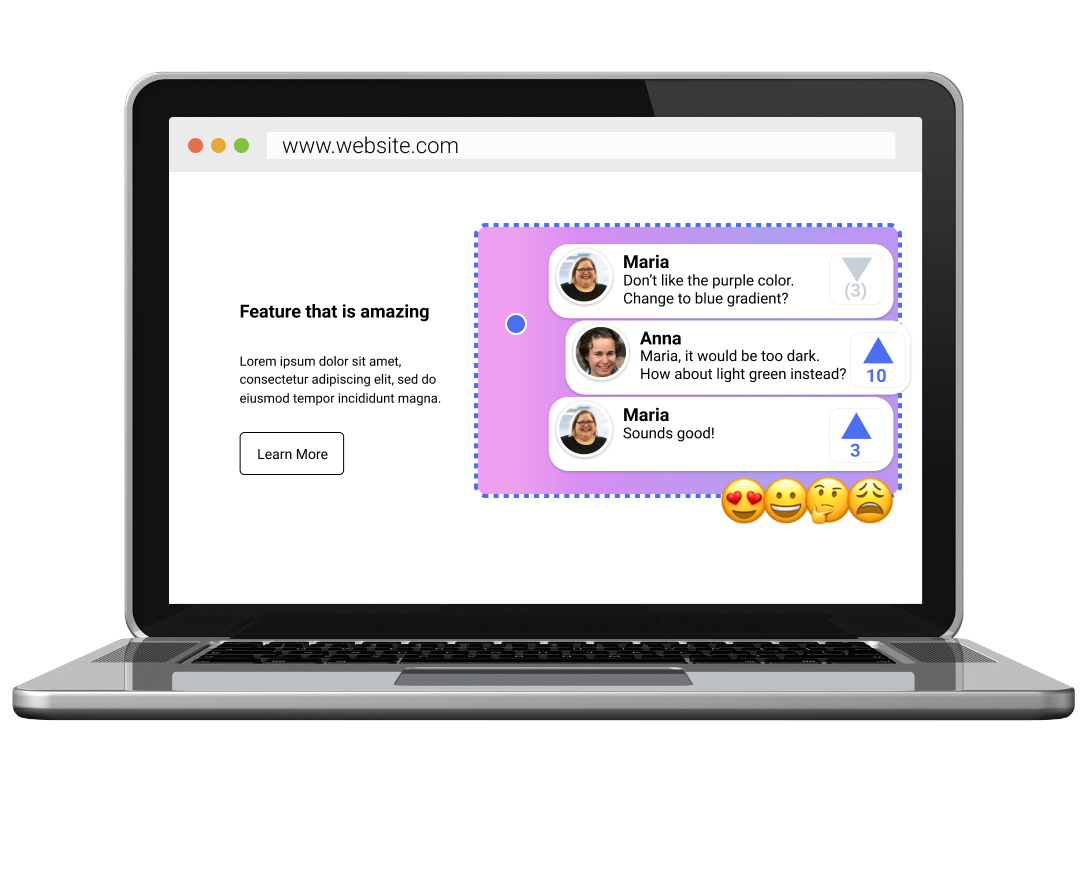 www.website.com
Feature that is amazing
Lorem ipsum dolor sit amet,
consectetur adipiscing elit, sed do
eiusmod tempor incididunt magna.
Learn More
Maria
Don’t like the purple color.
Change to blue gradient?
(3)
Anna
Maria, it would be too dark.
How about light green instead?
10
Maria
Sounds good!
3